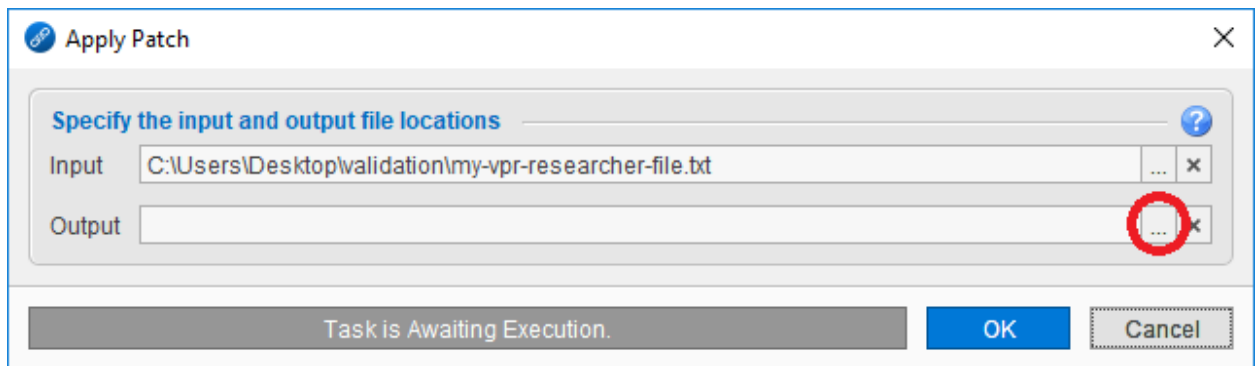 Apply Patch
Specify the input and output file locations
Input C:\Users\Desktop\validation\my-vpr-researcher-file.txt ... ×
Output ... ×
Task is Awaiting Execution. OK Cancel